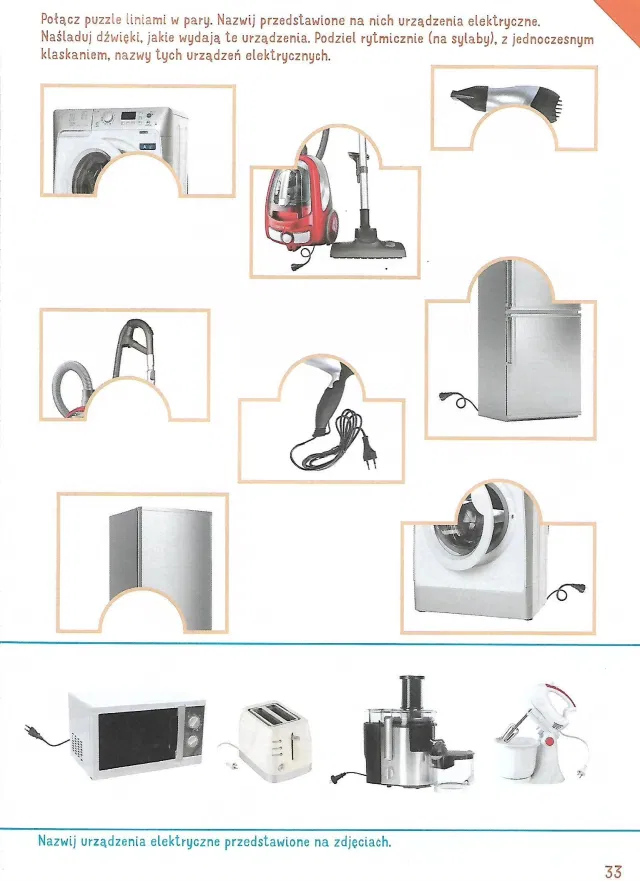 Połącz puzzle liniami w pary. Nazwij przedstawione na nich urządzenia elektryczne.
Naśladuj dźwięki, jakie wydają te urządzenia. Podziel rytmicznie (na sylaby), z jednoczesnym
klaskaniem, nazwy tych urządzeń elektrycznych.
Nazwij urządzenia elektryczne przedstawione na zdjęciach.
33